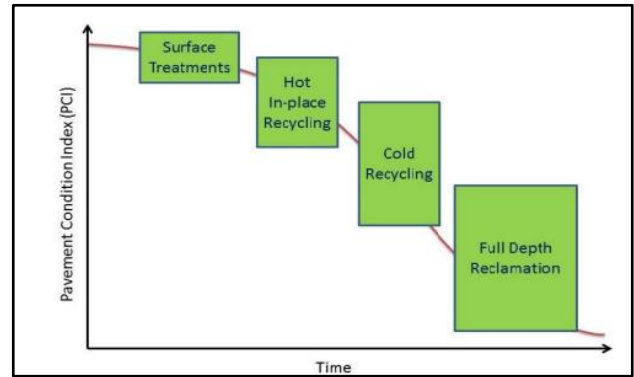 Pavement Condition Index (PCI)
Surface
Treatments
Hot
In-place
Recycling
Cold
Recycling
Full Depth
Reclamation
Time